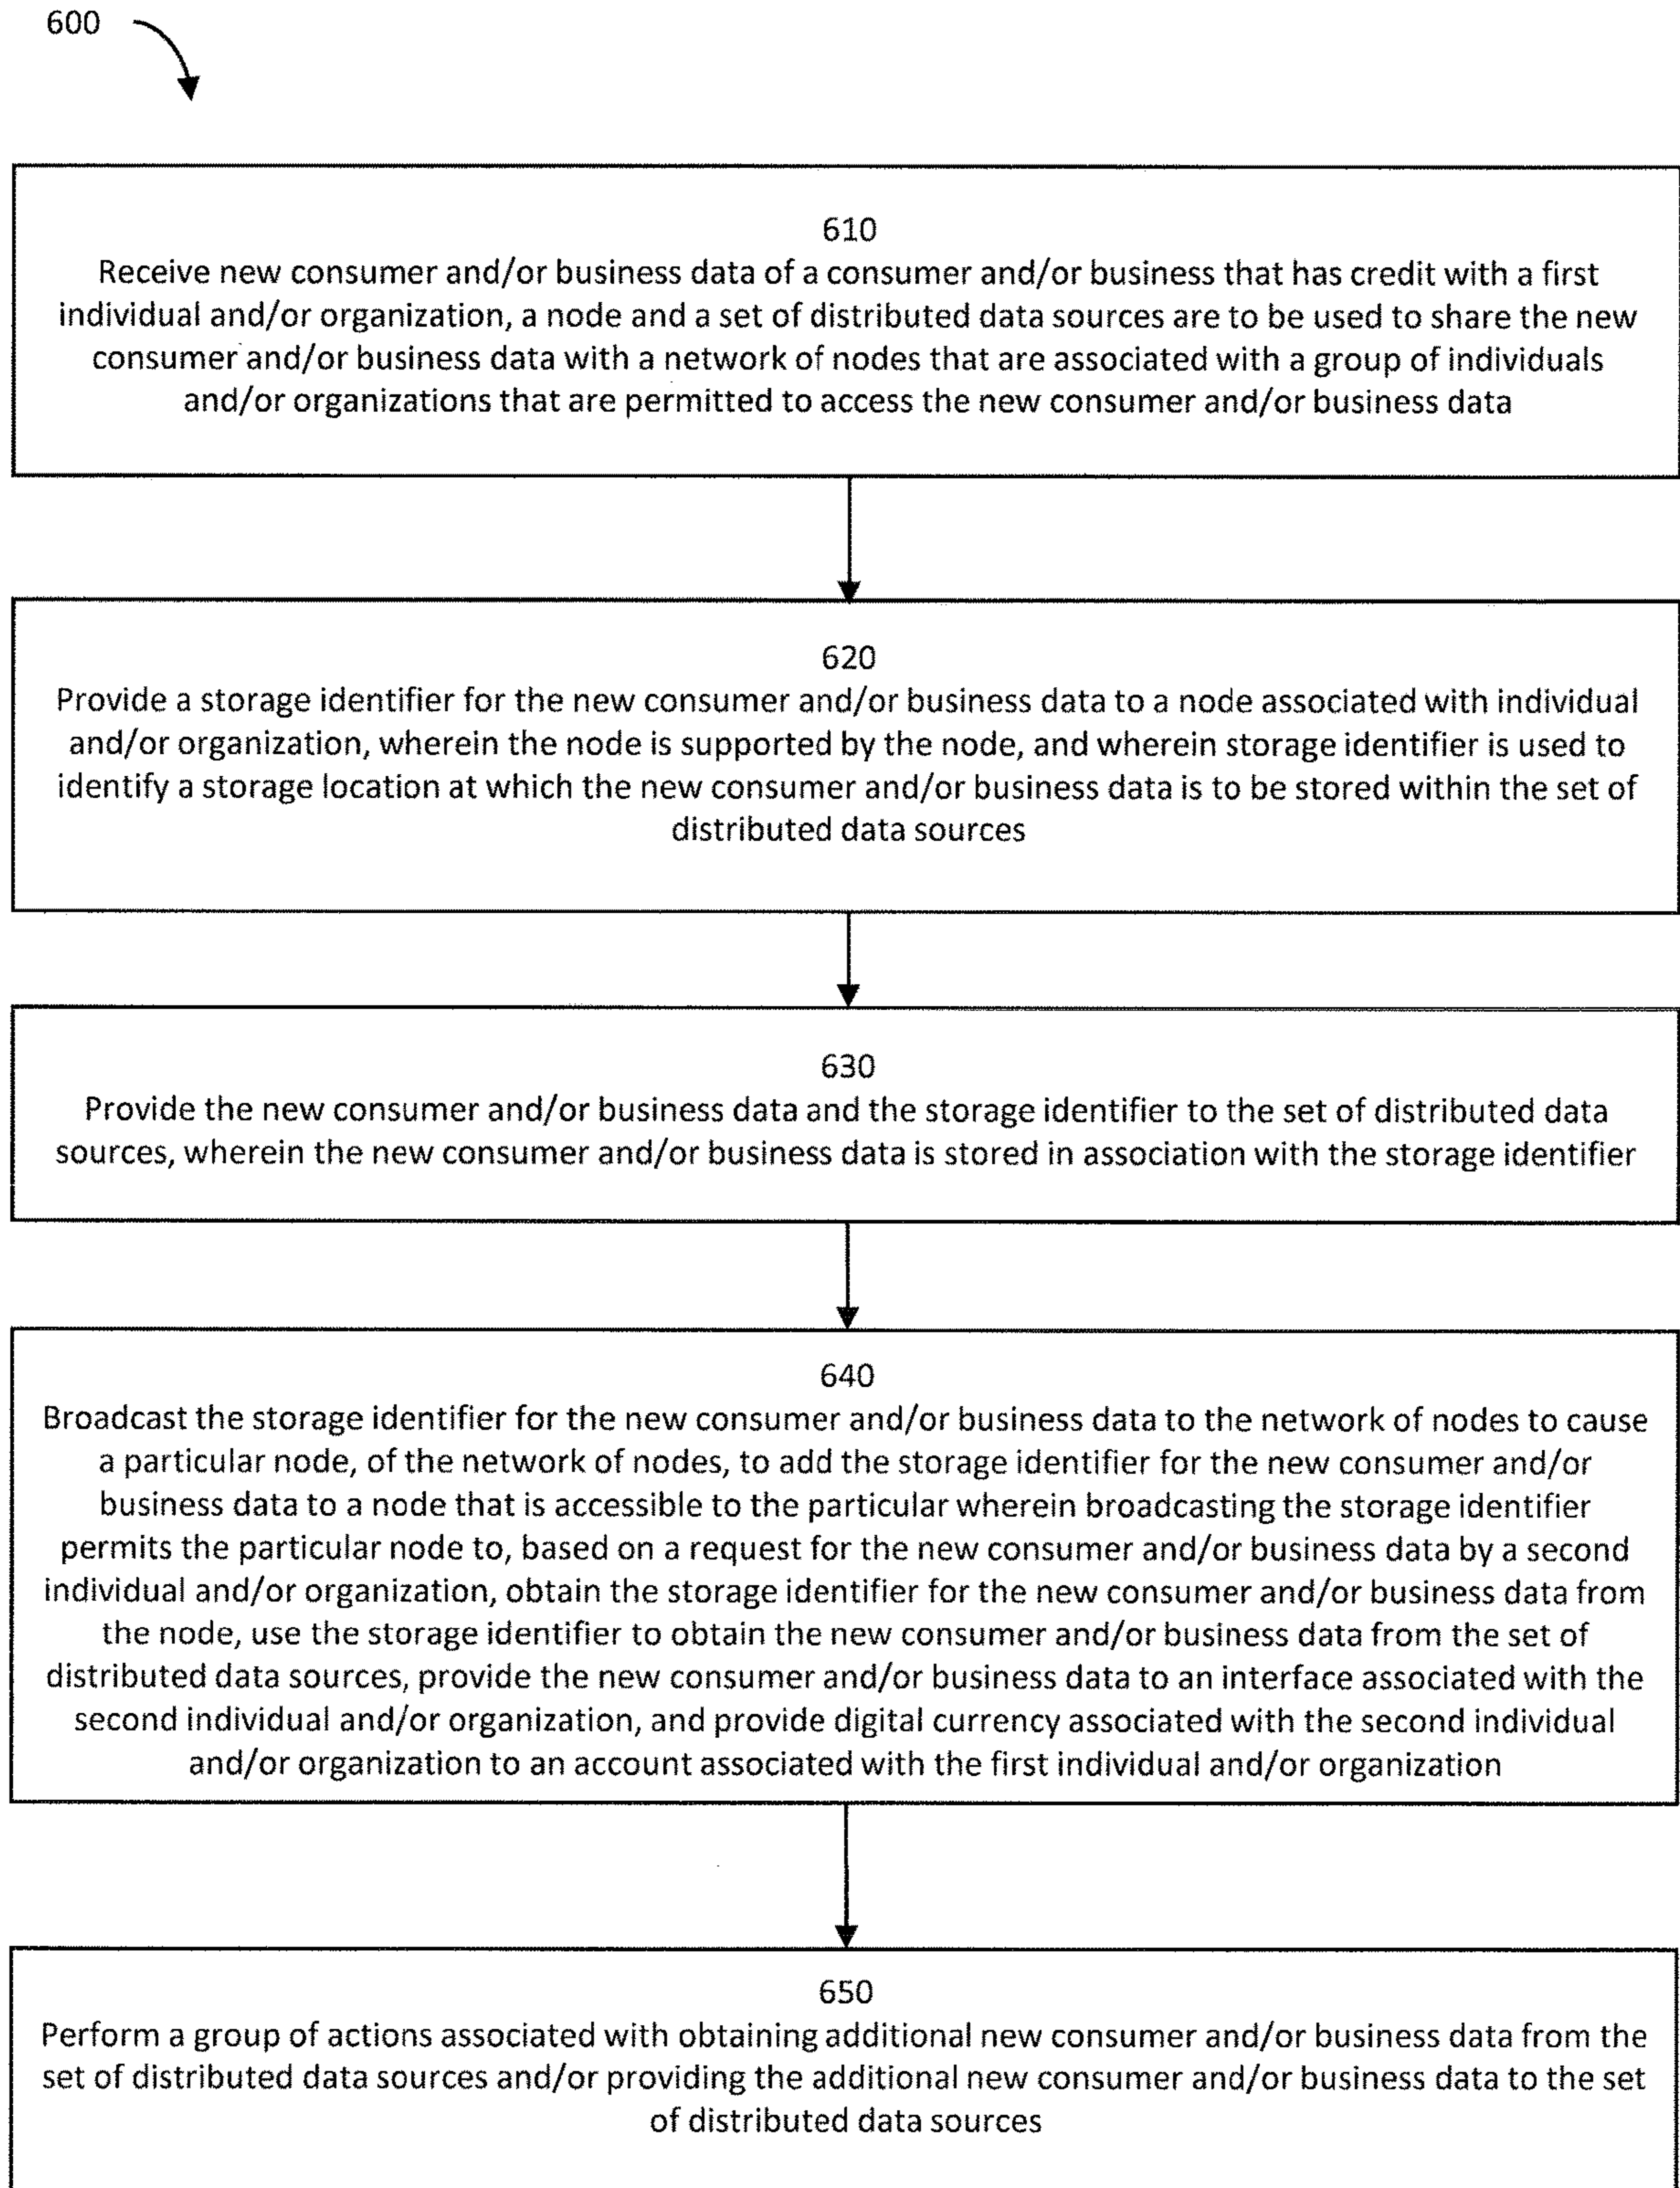 600
610
Receive new consumer and/or business data of a consumer and/or business that has credit with a first
individual and/or organization, a node and a set of distributed data sources are to be used to share the new
consumer and/or business data with a network of nodes that are associated with a group of individuals
and/or organizations that are permitted to access the new consumer and/or business data
620
Provide a storage identifier for the new consumer and/or business data to a node associated with individual
and/or organization, wherein the node is supported by the node, and wherein storage identifier is used to
identify a storage location at which the new consumer and/or business data is to be stored within the set of
distributed data sources
630
Provide the new consumer and/or business data and the storage identifier to the set of distributed data
sources, wherein the new consumer and/or business data is stored in association with the storage identifier
640
Broadcast the storage identifier for the new consumer and/or business data to the network of nodes to cause
a particular node, of the network of nodes, to add the storage identifier for the new consumer and/or
business data to a node that is accessible to the particular wherein broadcasting the storage identifier
permits the particular node to, based on a request for the new consumer and/or business data by a second
individual and/or organization, obtain the storage identifier for the new consumer and/or business data from
the node, use the storage identifier to obtain the new consumer and/or business data from the set of
distributed data sources, provide the new consumer and/or business data to an interface associated with the
second individual and/or organization, and provide digital currency associated with the second individual
and/or organization to an account associated with the first individual and/or organization
650
Perform a group of actions associated with obtaining additional new consumer and/or business data from the
set of distributed data sources and/or providing the additional new consumer and/or business data to the set
of distributed data sources